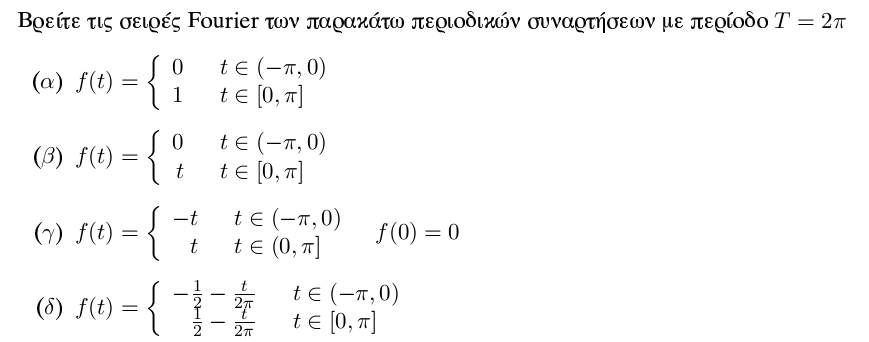 Βρείτε τις σειρές Fourier των παρακάτω περιοδικών συναρτήσεων με περίοδο T = 2π
(α) f(t) = { 0 t ∈ (−π, 0)
1 t ∈ [0, π]
(β) f(t) = { 0 t ∈ (−π, 0)
t t ∈ [0, π]
(γ) f(t) = { −t t ∈ (−π, 0) f(0) = 0
t t ∈ (0, π]
(δ) f(t) = { −1/2 − t/2π t ∈ (−π, 0)
1/2 − t/2π t ∈ [0, π]